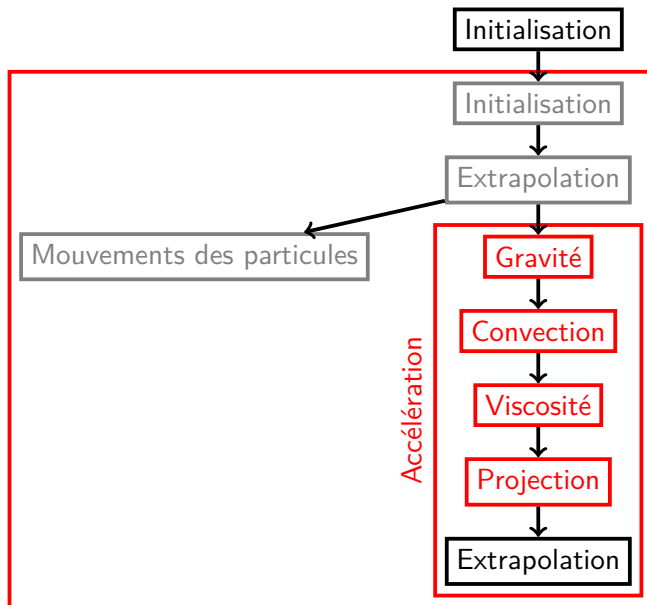 Initialisation
Initialisation
Extrapolation
Mouvements des particules
Gravité
Convection
Accélération
Viscosité
Projection
Extrapolation